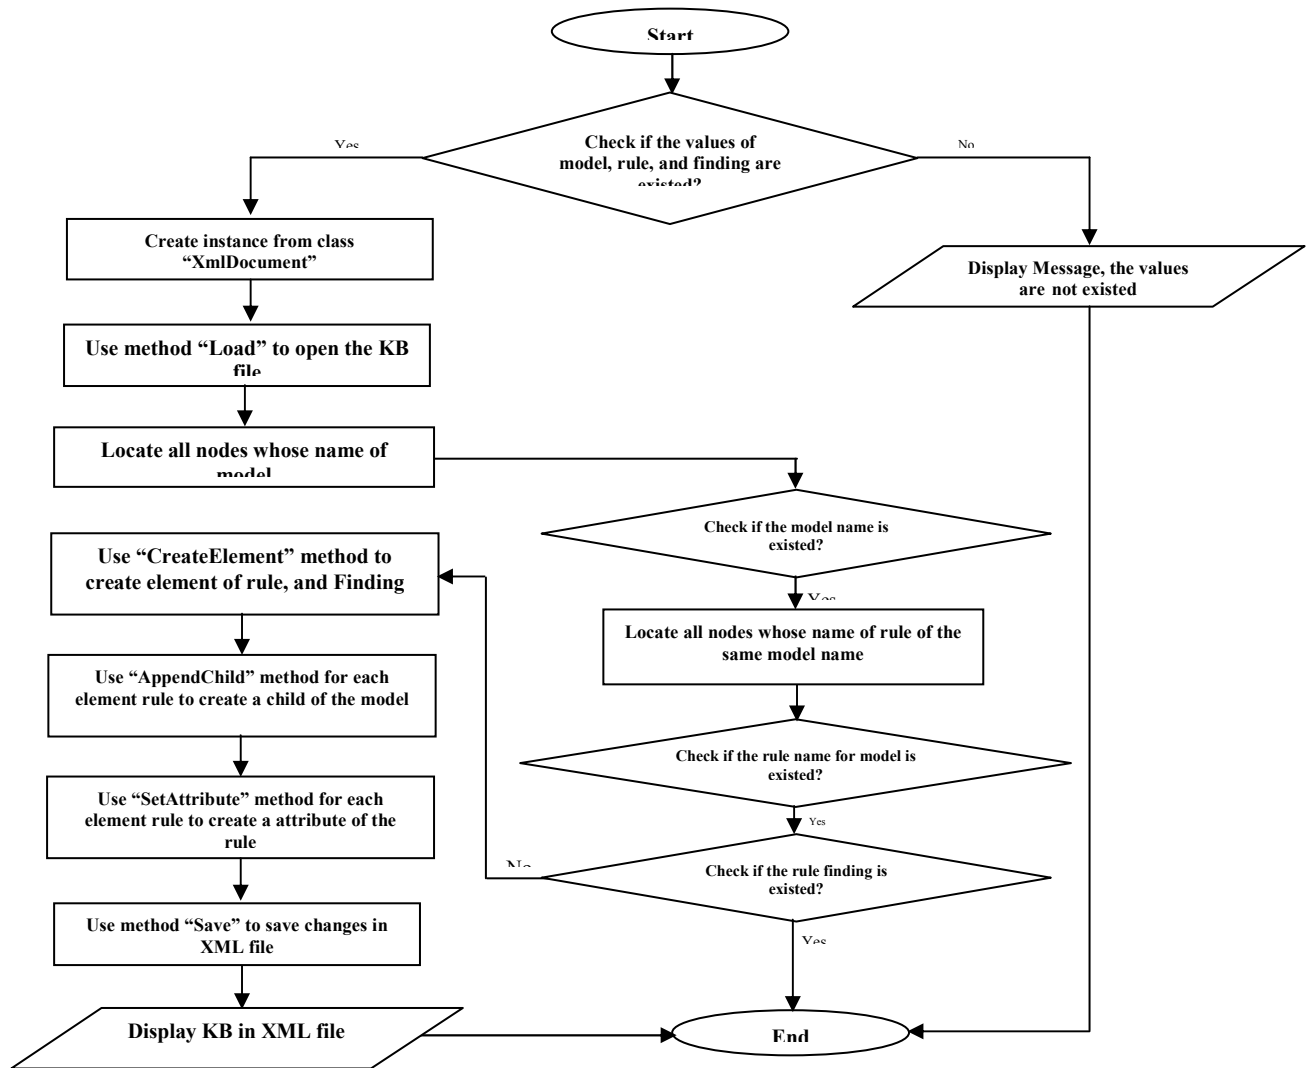 Start
Check if the values of
model, rule, and finding are
existed?
Yes
No
Create instance from class
“XmlDocument”
Display Message, the values
are not existed
Use method “Load” to open the KB
file
Locate all nodes whose name of
model
Check if the model name is
existed?
Yes
Use “CreateElement” method to
create element of rule, and Finding
Locate all nodes whose name of rule of the
same model name
Use “AppendChild” method for each
element rule to create a child of the model
Check if the rule name for model is
existed?
Yes
Use “SetAttribute” method for each
element rule to create a attribute of the
rule
No
Check if the rule finding is
existed?
Yes
Use method “Save” to save changes in
XML file
Display KB in XML file
End